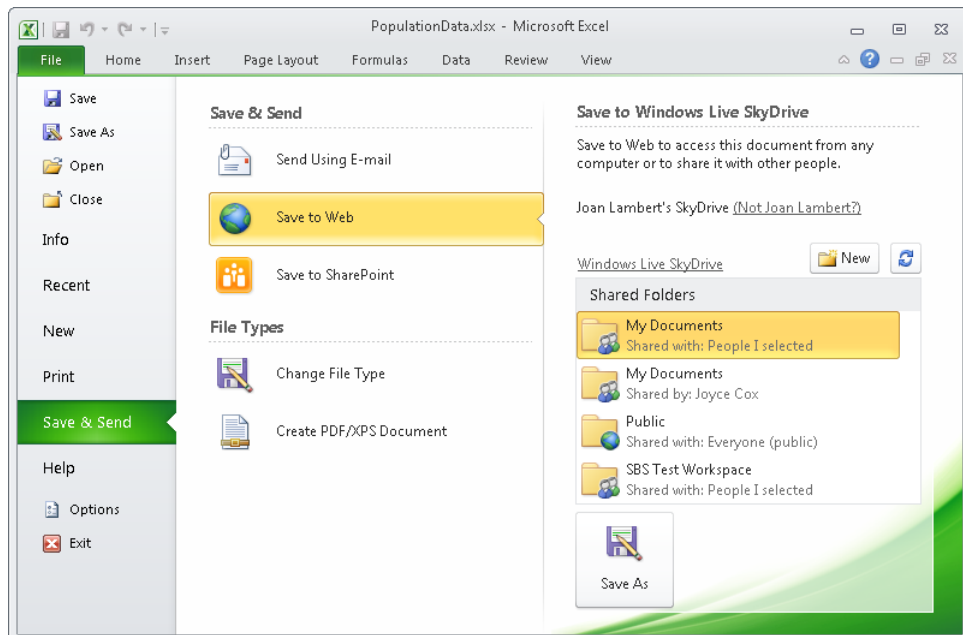 PopulationData.xlsx - Microsoft Excel
File Home Insert Page Layout Formulas Data Review View
Save
Save As
Open
Close
Info
Recent
New
Print
Save & Send
Help
Options
Exit
Save & Send
Send Using E-mail
Save to Web
Save to SharePoint
File Types
Change File Type
Create PDF/XPS Document
Save to Windows Live SkyDrive
Save to Web to access this document from any
computer or to share it with other people.
Joan Lambert's SkyDrive (Not Joan Lambert?)
Windows Live SkyDrive
New
Shared Folders
My Documents
Shared with: People I selected
My Documents
Shared by: Joyce Cox
Public
Shared with: Everyone (public)
SBS Test Workspace
Shared with: People I selected
Save As